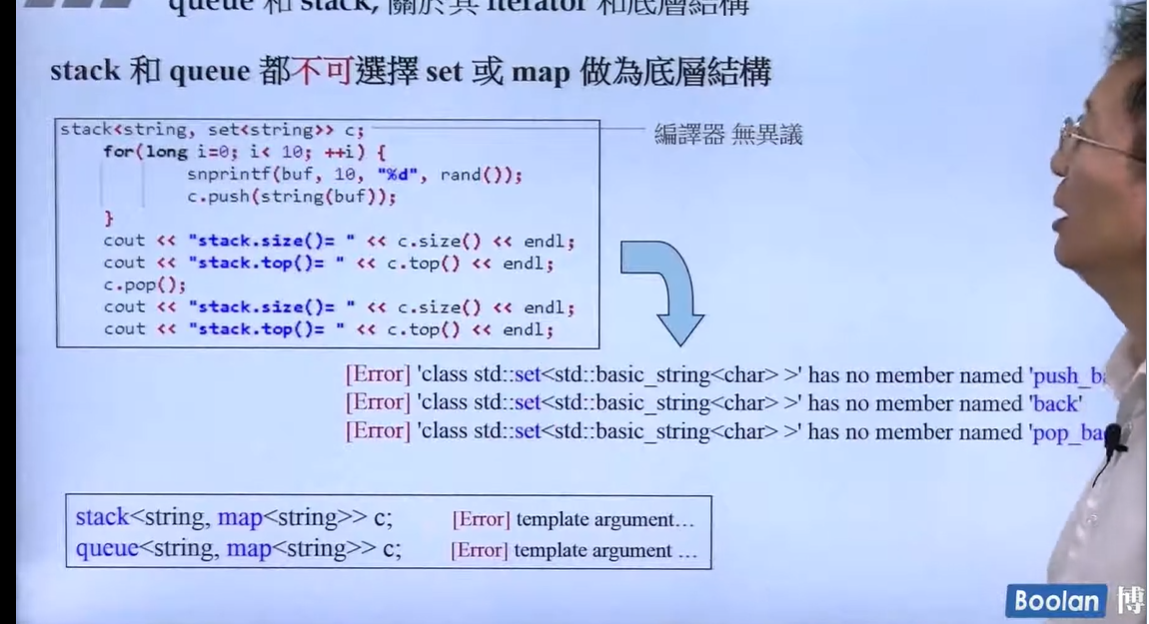 queue 和 stack, 關於其 iterator 和底層結構
stack 和 queue 都不可選擇 set 或 map 做為底層結構
stack<string, set<string>> c;
編譯器 無異議
for(long i=0; i< 10; ++i) {
snprintf(buf, 10, "%d", rand());
c.push(string(buf));
}
cout << "stack.size()= " << c.size() << endl;
cout << "stack.top()= " << c.top() << endl;
c.pop();
cout << "stack.size()= " << c.size() << endl;
cout << "stack.top()= " << c.top() << endl;
[Error] 'class std::set<std::basic_string<char> >' has no member named 'push_b
[Error] 'class std::set<std::basic_string<char> >' has no member named 'back'
[Error] 'class std::set<std::basic_string<char> >' has no member named 'pop_ba
stack<string, map<string>> c; [Error] template argument…
queue<string, map<string>> c; [Error] template argument …
Boolan 博